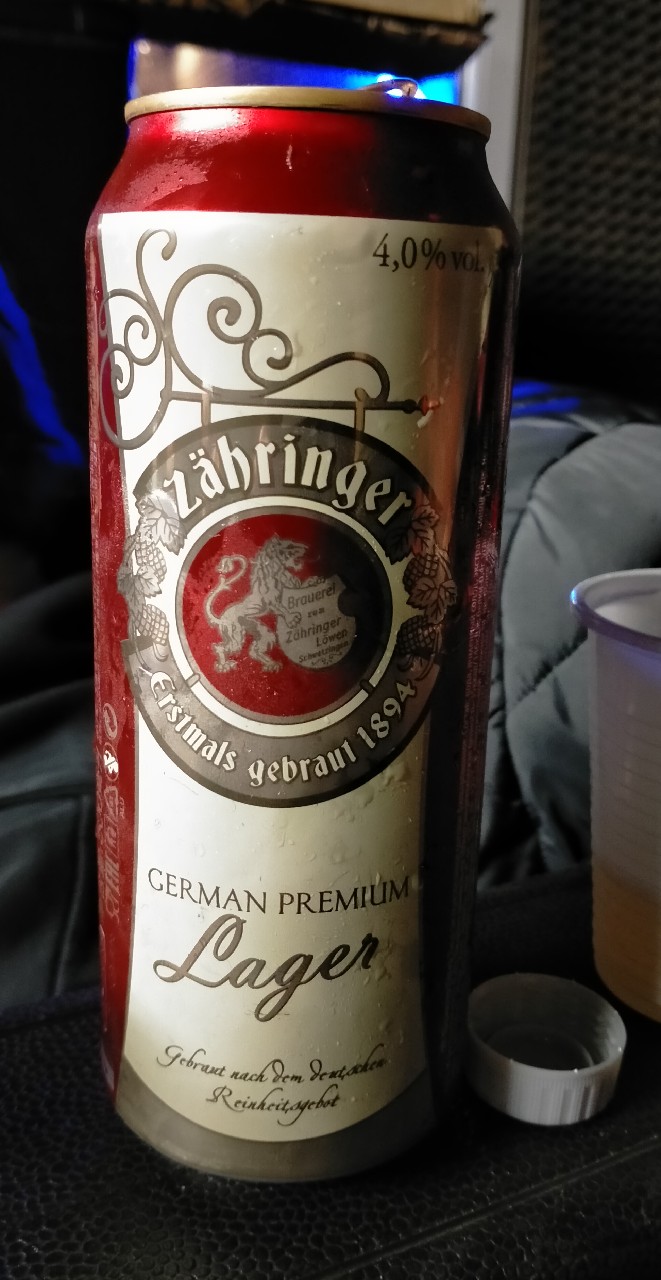 4,0% vol.
Zähringer
Brauerei
zum
Zähringer
Löwen
Schwetzingen
Erstmals gebraut 1894
GERMAN PREMIUM
Lager
Gebraut nach dem deutschen
Reinheitsgebot